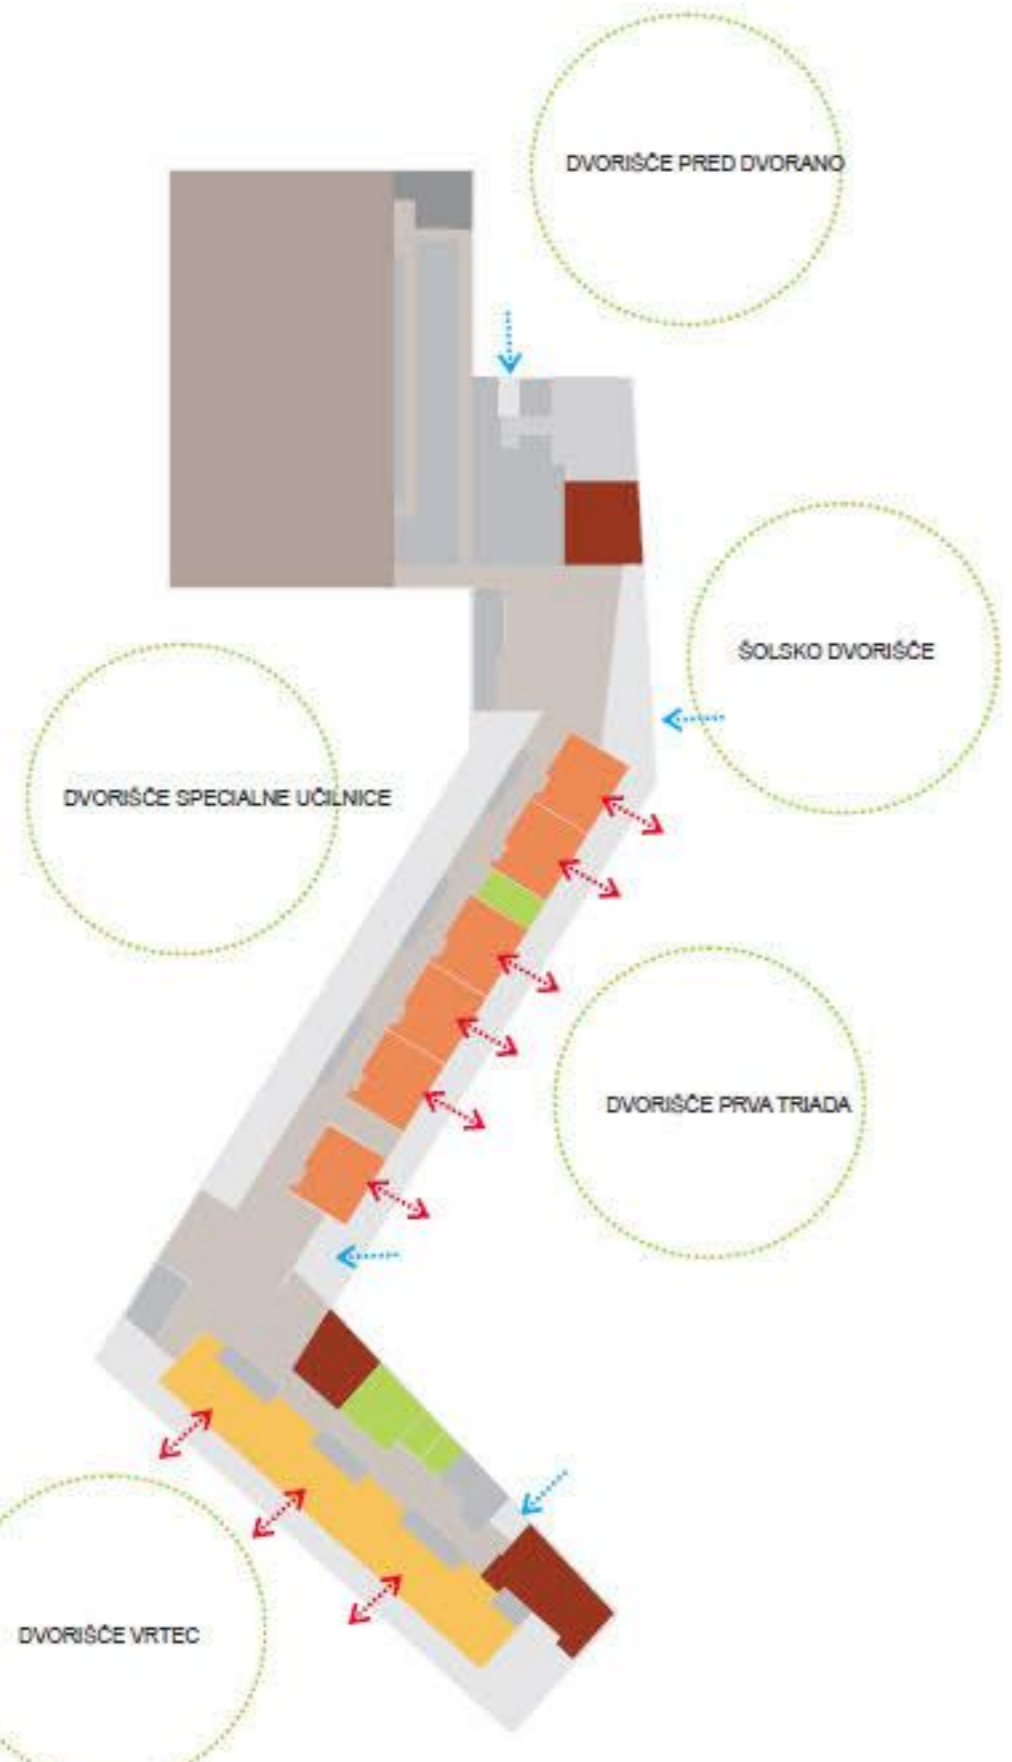 DVORIŠČE PRED DVORANO
ŠOLSKO DVORIŠČE
DVORIŠČE SPECIALNE UČILNICE
DVORIŠČE PRVA TRIADA
DVORIŠČE VRTEC